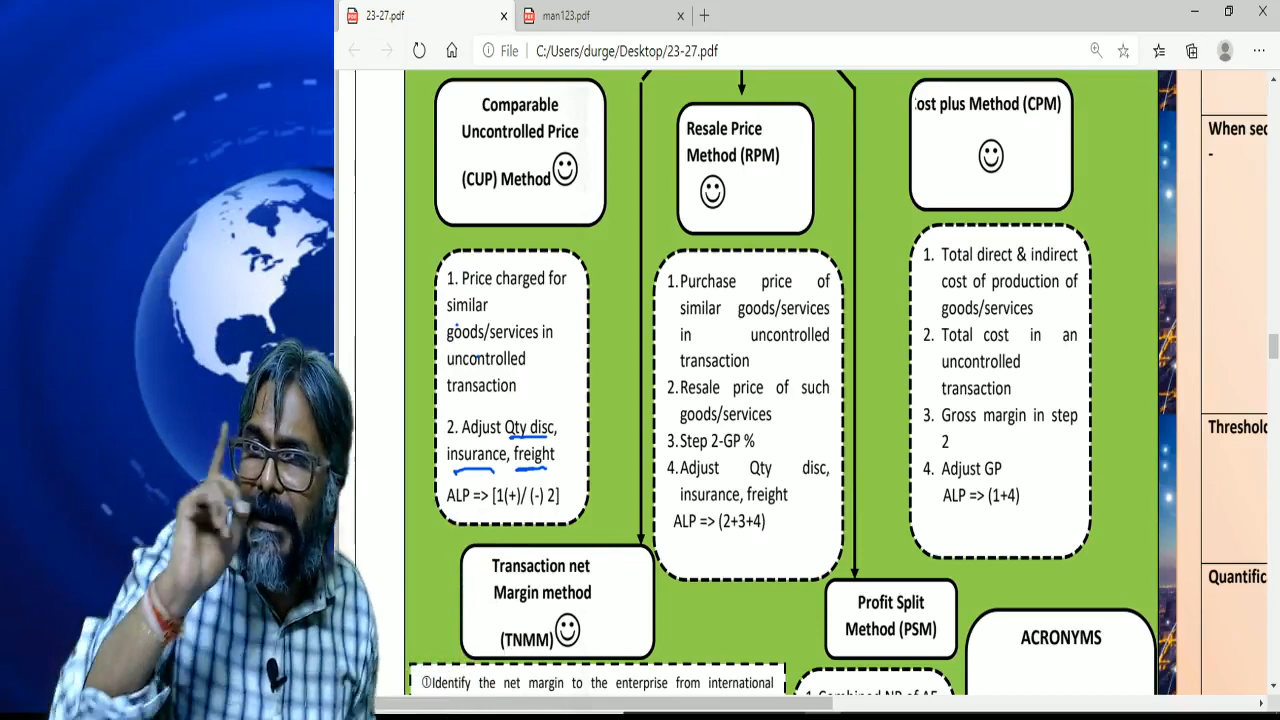 23-27.pdf
man123.pdf
File
C:/Users/durge/Desktop/23-27.pdf
Comparable
Uncontrolled Price
(CUP) Method
1. Price charged for
similar
goods/services in
uncontrolled
transaction
2. Adjust Qty disc,
insurance, freight
ALP => [1(+)/ (-) 2]
Resale Price
Method (RPM)
1.Purchase price of
similar goods/services
in uncontrolled
transaction
2.Resale price of such
goods/services
3.Step 2-GP %
4.Adjust Qty disc,
insurance, freight
ALP => (2+3+4)
ost plus Method (CPM)
1. Total direct & indirect
cost of production of
goods/services
2. Total cost in an
uncontrolled
transaction
3. Gross margin in step
2
4. Adjust GP
ALP => (1+4)
Transaction net
Margin method
(TNMM)
①Identify the net margin to the enterprise from international
Profit Split
Method (PSM)
1. Combined NP of AE
ACRONYMS
When sec
-
Threshol
Quantific